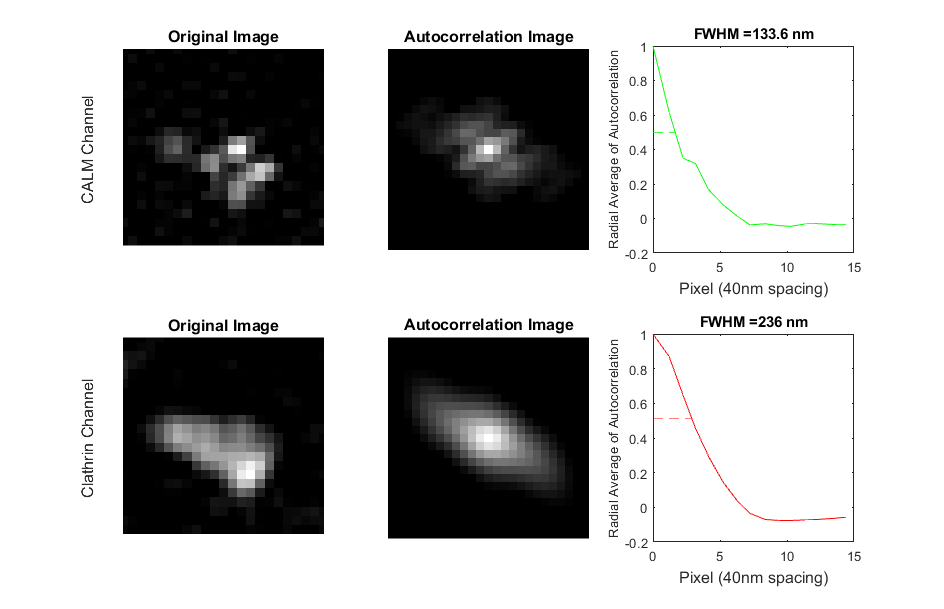 Original Image
Autocorrelation Image
FWHM =133.6 nm
CALM Channel
Radial Average of Autocorrelation
1
0.8
0.6
0.4
0.2
0
-0.2
0 5 10 15
Pixel (40nm spacing)
Original Image
Autocorrelation Image
FWHM =236 nm
Clathrin Channel
Radial Average of Autocorrelation
1
0.8
0.6
0.4
0.2
0
-0.2
0 5 10 15
Pixel (40nm spacing)